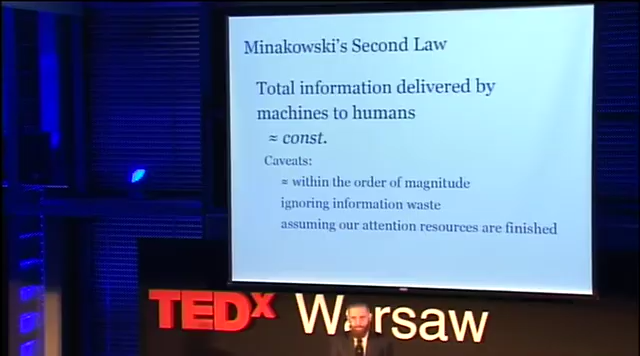 Minakowski's Second Law
Total information delivered by
machines to humans
≈ const.
Caveats:
≈ within the order of magnitude
ignoring information waste
assuming our attention resources are finished
TEDx Warsaw